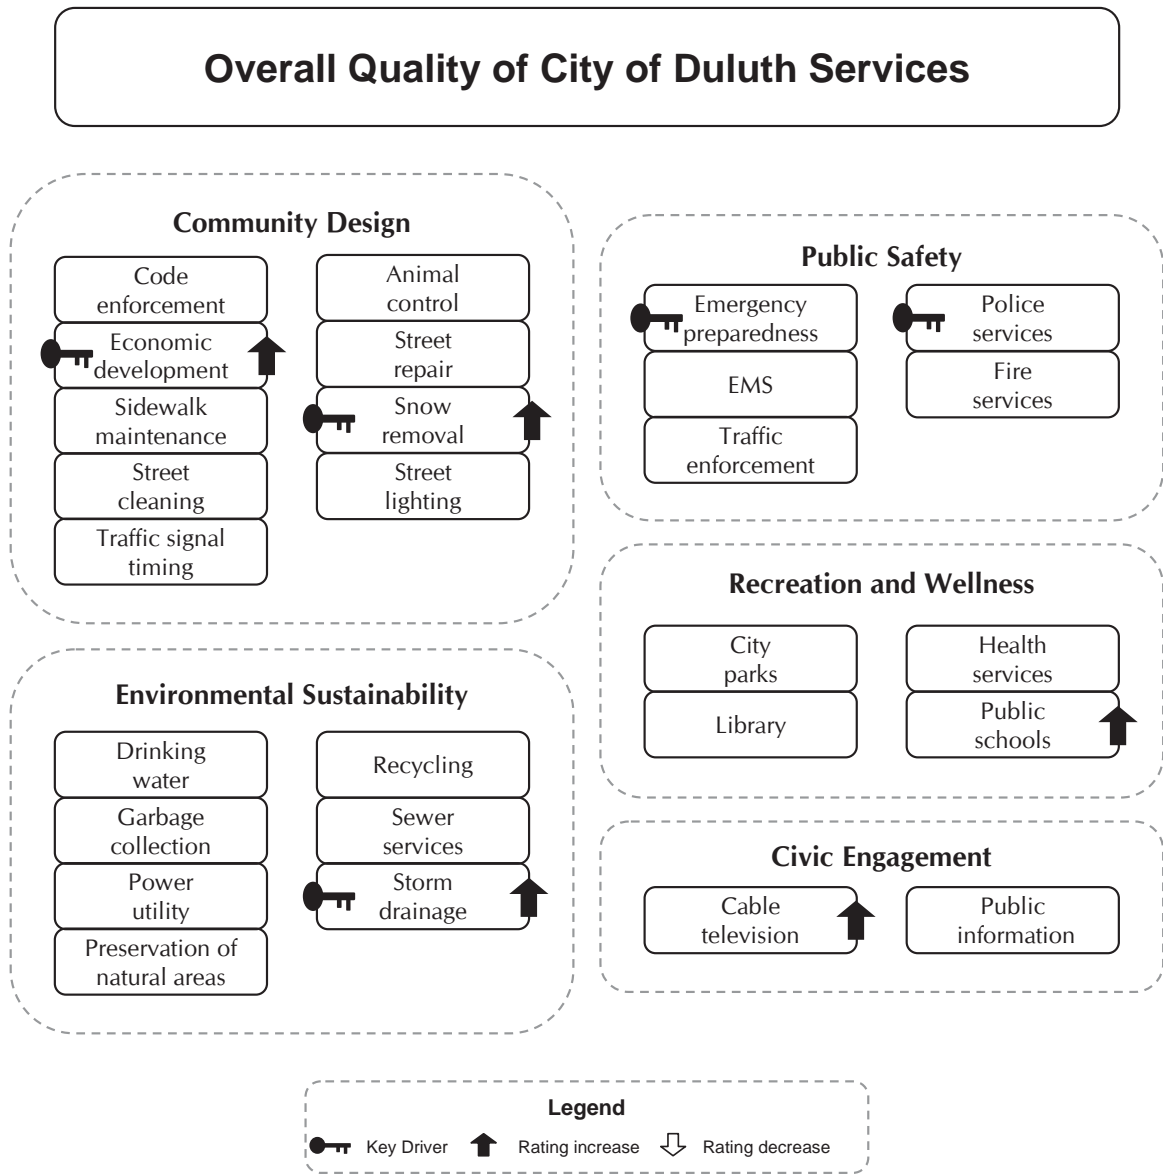 Overall Quality of City of Duluth Services
Community Design
Code
enforcement
Economic
development
Sidewalk
maintenance
Street
cleaning
Traffic signal
timing
Animal
control
Street
repair
Snow
removal
Street
lighting
Public Safety
Emergency
preparedness
EMS
Traffic
enforcement
Police
services
Fire
services
Environmental Sustainability
Drinking
water
Garbage
collection
Power
utility
Preservation of
natural areas
Recycling
Sewer
services
Storm
drainage
Recreation and Wellness
City
parks
Library
Health
services
Public
schools
Civic Engagement
Cable
television
Public
information
Legend
Key Driver
Rating increase
Rating decrease